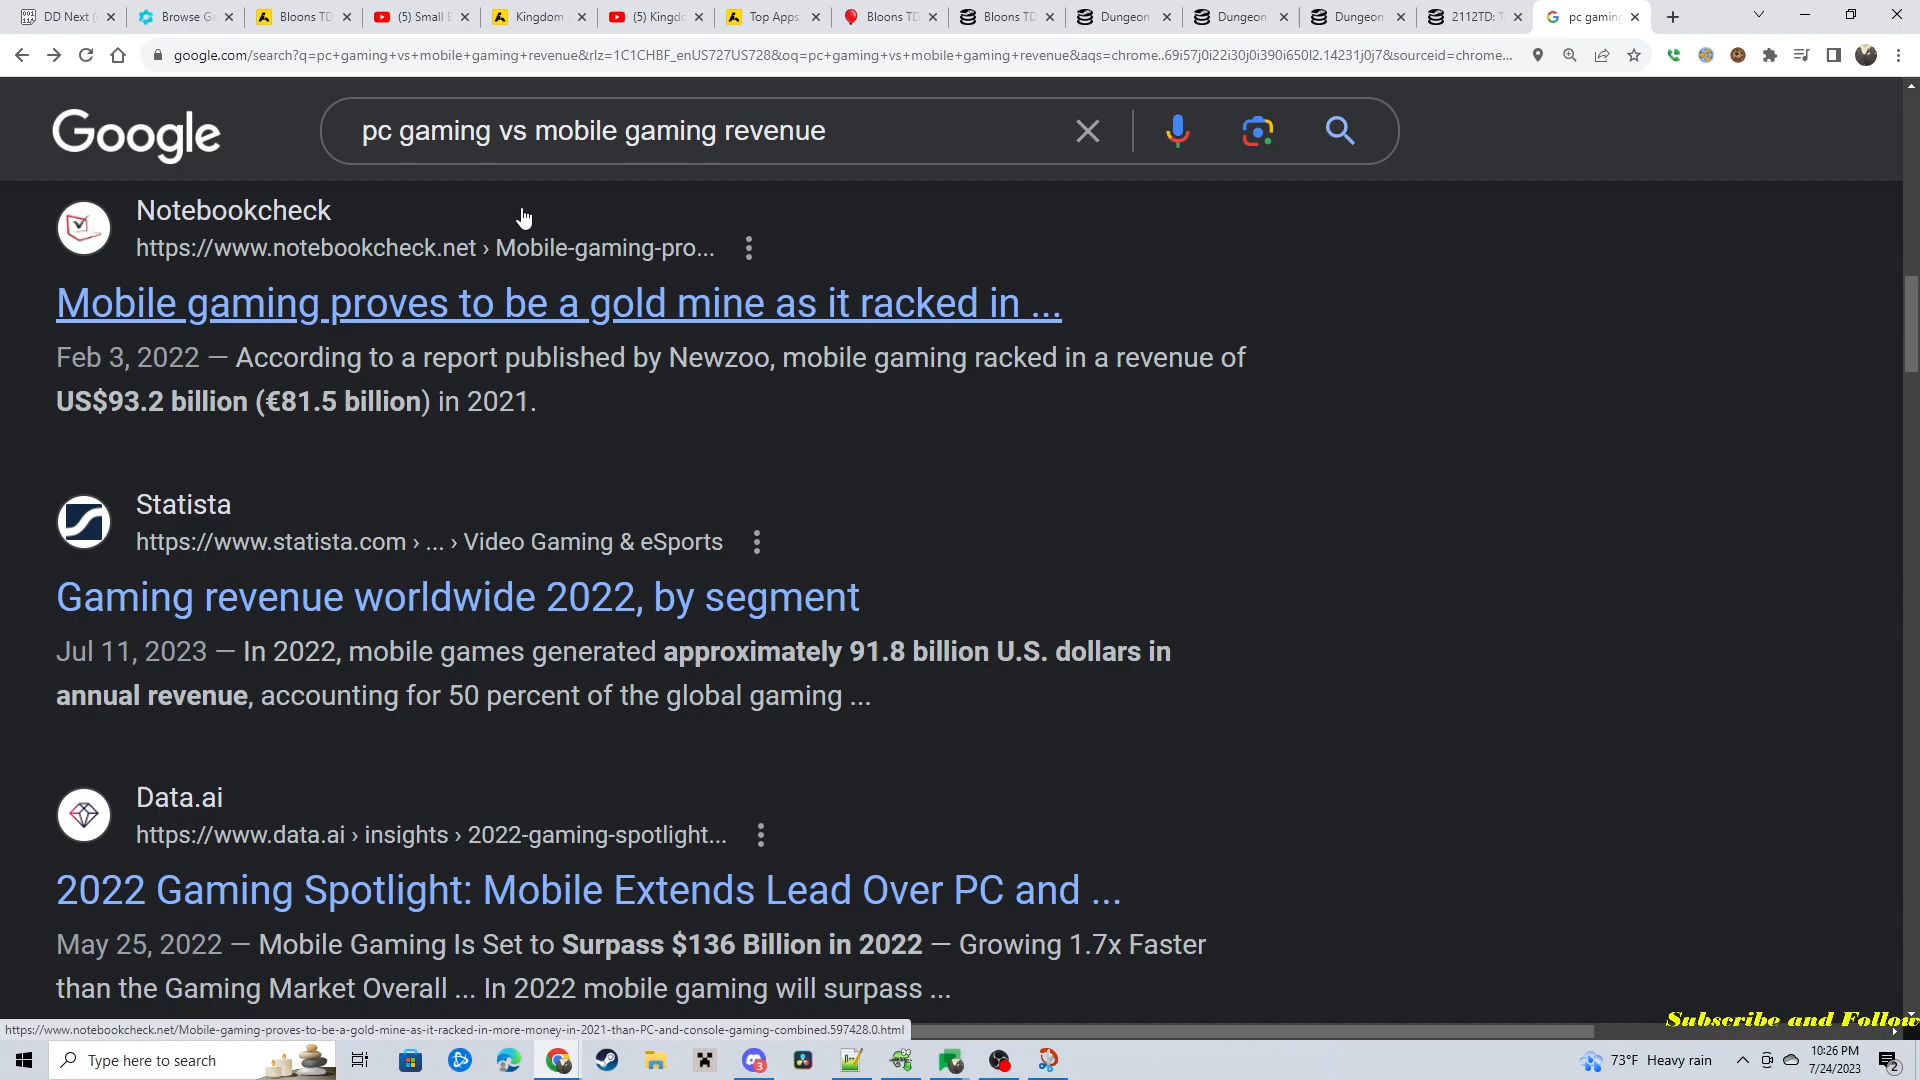 DD Next (
Browse Ga
Bloons TD
(5) Small E
Kingdom
(5) Kingdo
Top Apps
Bloons TD
Bloons TD
Dungeon
Dungeon
Dungeon
2112TD: T
pc gaming
google.com/search?q=pc+gaming+vs+mobile+gaming+revenue&rlz=1C1CHBF_enUS727US728&oq=pc+gaming+vs+mobile+gaming+revenue&aqs=chrome..69i57j0i22i30j0i390i650l2.14231j0j7&sourceid=chrome...
Google
pc gaming vs mobile gaming revenue
Notebookcheck
https://www.notebookcheck.net › Mobile-gaming-pro...
Mobile gaming proves to be a gold mine as it racked in ...
Feb 3, 2022 — According to a report published by Newzoo, mobile gaming racked in a revenue of
US$93.2 billion (€81.5 billion) in 2021.
Statista
https://www.statista.com › ... › Video Gaming & eSports
Gaming revenue worldwide 2022, by segment
Jul 11, 2023 — In 2022, mobile games generated approximately 91.8 billion U.S. dollars in
annual revenue, accounting for 50 percent of the global gaming ...
Data.ai
https://www.data.ai › insights › 2022-gaming-spotlight...
2022 Gaming Spotlight: Mobile Extends Lead Over PC and ...
May 25, 2022 — Mobile Gaming Is Set to Surpass $136 Billion in 2022 — Growing 1.7x Faster
than the Gaming Market Overall ... In 2022 mobile gaming will surpass ...
Subscribe and Follow
https://www.notebookcheck.net/Mobile-gaming-proves-to-be-a-gold-mine-as-it-racked-in-more-money-in-2021-than-PC-and-console-gaming-combined.597428.0.html
Type here to search
3
73°F Heavy rain
10:26 PM
7/24/2023
2